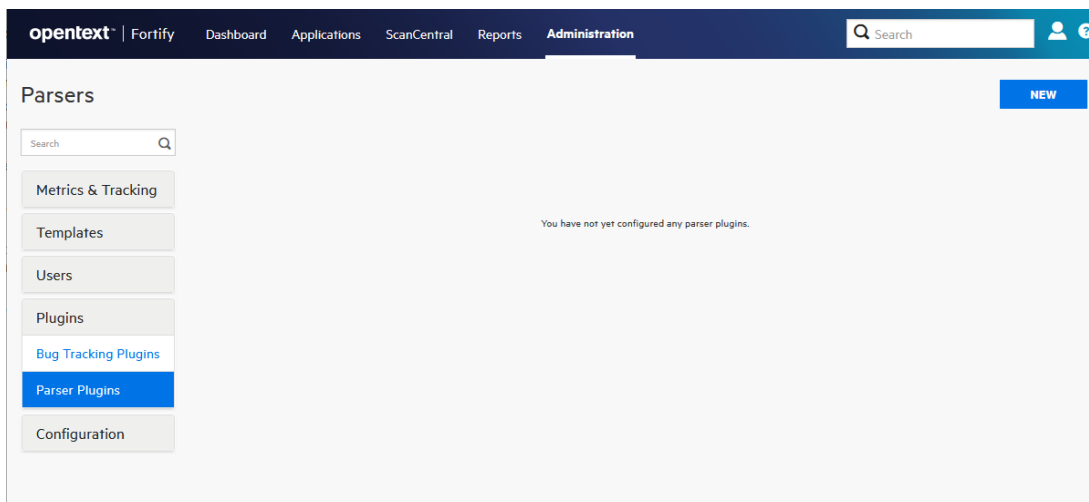 opentext™ | Fortify Dashboard Applications ScanCentral Reports Administration Search ?
Parsers NEW
Search
Metrics & Tracking
You have not yet configured any parser plugins.
Templates
Users
Plugins
Bug Tracking Plugins
Parser Plugins
Configuration